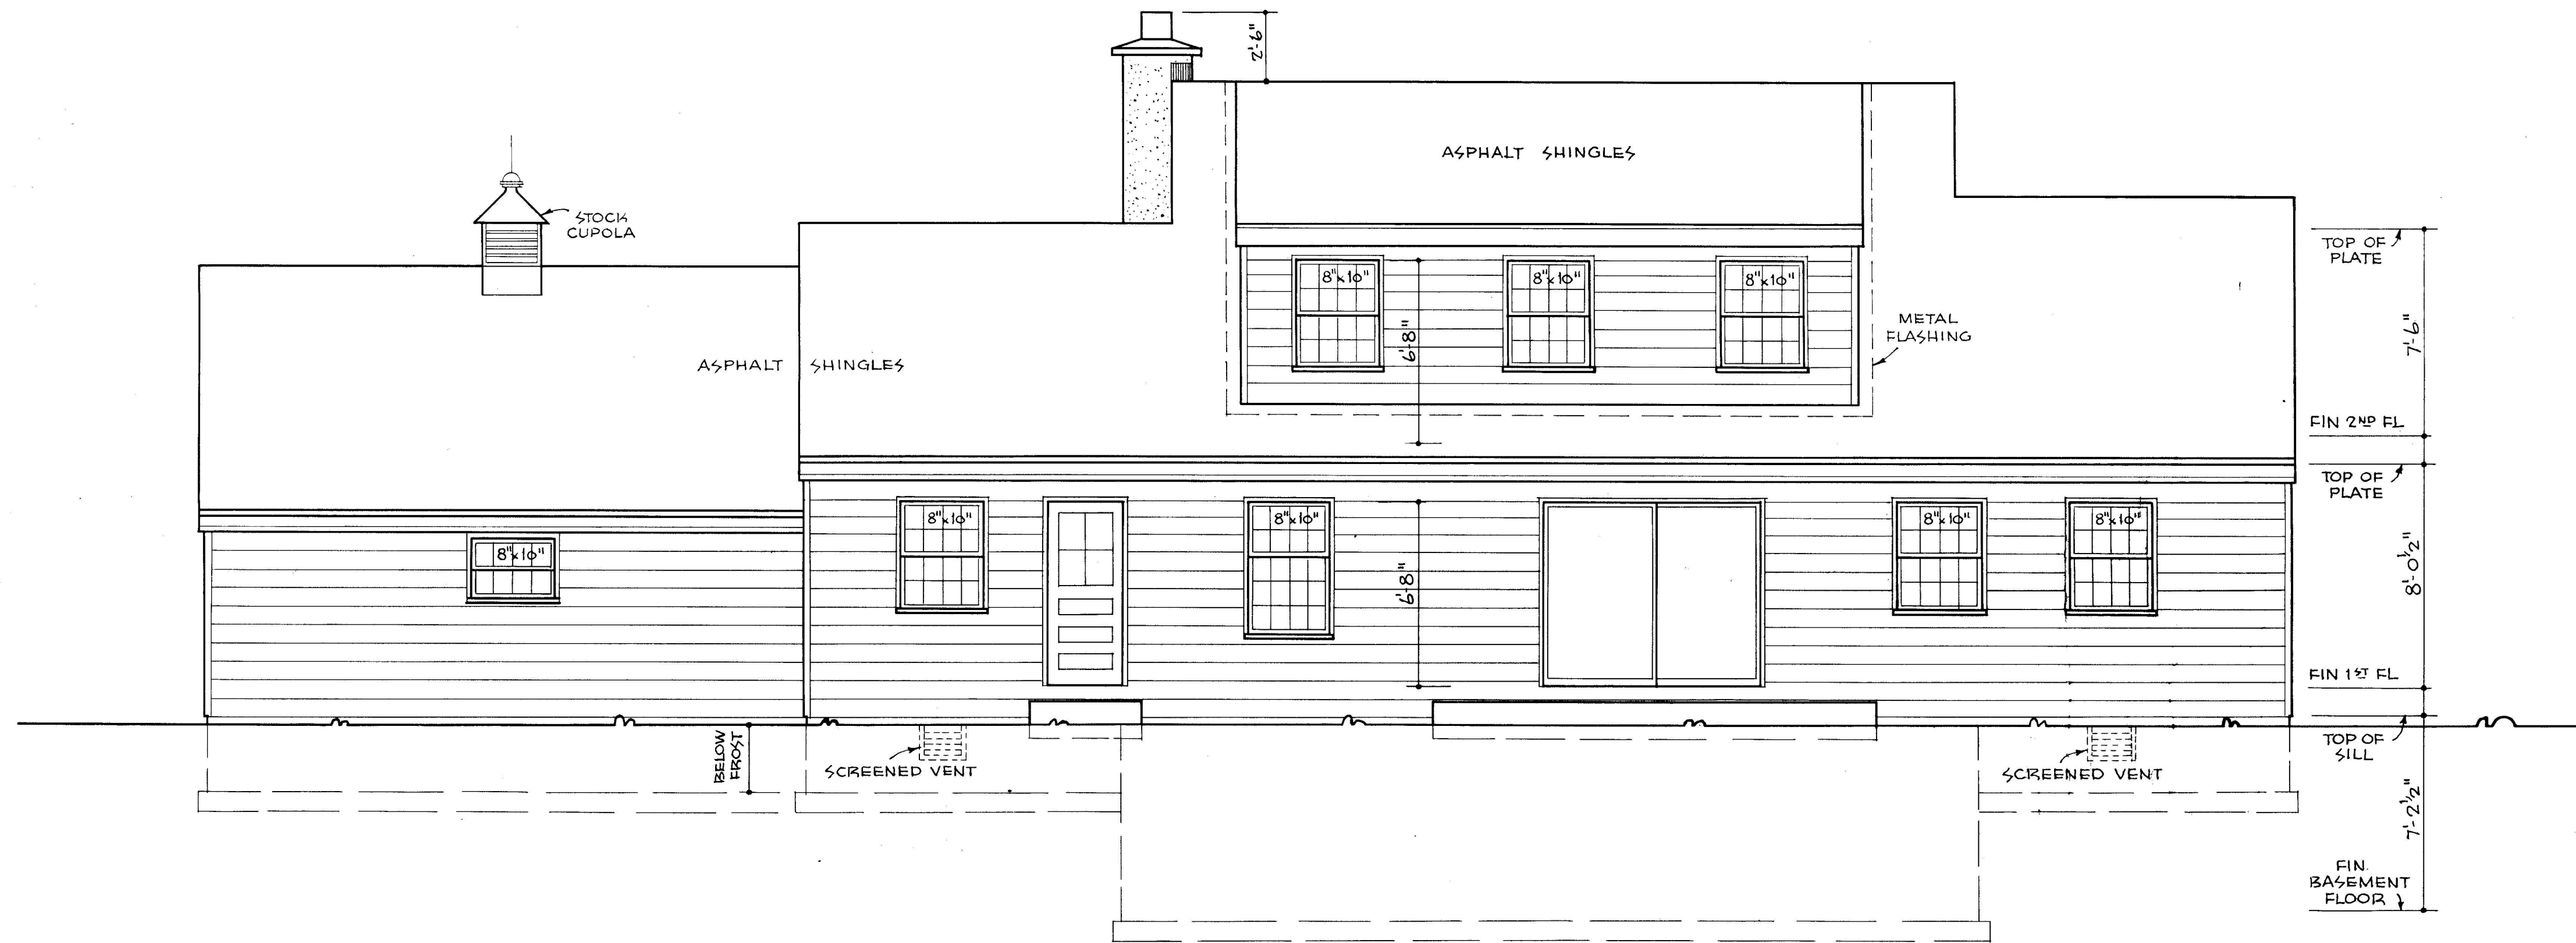 2'-6"
ASPHALT SHINGLES
STOCK
CUPOLA
TOP OF
PLATE
8"x10"
8"x10"
8"x10"
METAL
FLASHING
6'-8"
7'-6"
ASPHALT SHINGLES
FIN 2ND FL
TOP OF
PLATE
8"x10"
8"x10"
8"x10"
8"x10"
8"x10"
6'-8"
8'-0½"
FIN 1ST FL
BELOW
FROST
SCREENED VENT
SCREENED VENT
TOP OF
SILL
7'-2½"
FIN.
BASEMENT
FLOOR